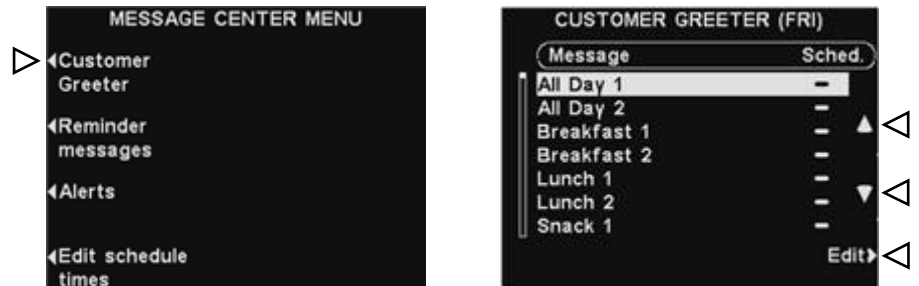 MESSAGE CENTER MENU
Customer
Greeter
Reminder
messages
Alerts
Edit schedule
times
CUSTOMER GREETER (FRI)
Message Sched.
All Day 1 –
All Day 2 –
Breakfast 1 –
Breakfast 2 –
Lunch 1 –
Lunch 2 –
Snack 1 –
Edit